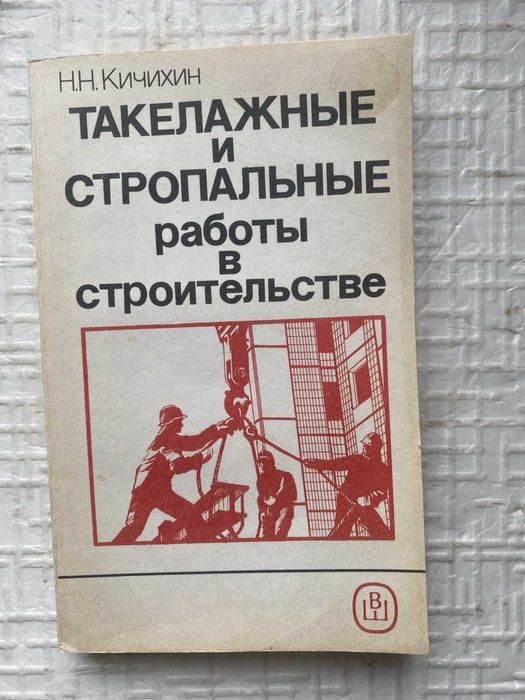 Н.Н. Кичихин
ТАКЕЛАЖНЫЕ
и
СТРОПАЛЬНЫЕ
работы
в
строительстве
ВШ